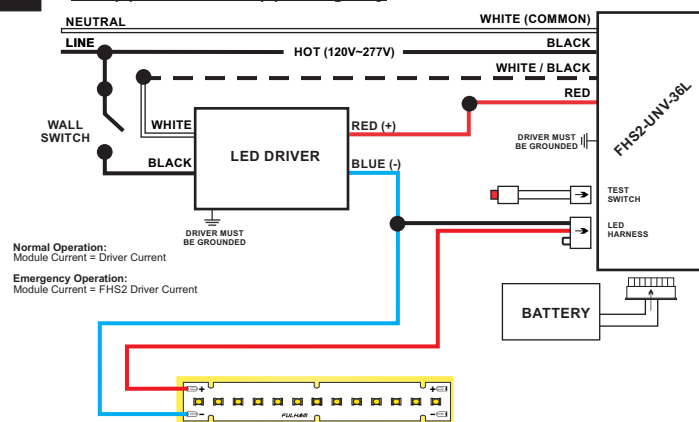 NEUTRAL
WHITE (COMMON)
LINE
BLACK
HOT (120V~277V)
WHITE / BLACK
RED
WALL
SWITCH
WHITE
LED DRIVER
RED (+)
BLACK
BLUE (-)
DRIVER MUST
BE GROUNDED
DRIVER MUST
BE GROUNDED
FHS2-UNV-36L
TEST
SWITCH
LED
HARNESS
Normal Operation:
Module Current = Driver Current
Emergency Operation:
Module Current = FHS2 Driver Current
BATTERY
+
+
−
−
FULHAM